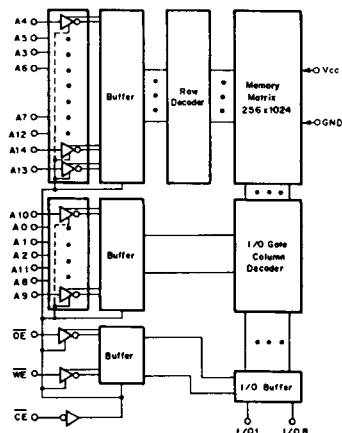 A4
A5
A3
A6
A7
A12
A14
A13
Buffer
Row
Decoder
Memory
Matrix
256 x 1024
Vcc
GND
A10
A0
A1
A2
A11
A8
A9
Buffer
I/O Gate
Column
Decoder
OE
WE
CE
Buffer
I/O Buffer
I/O1
I/O8